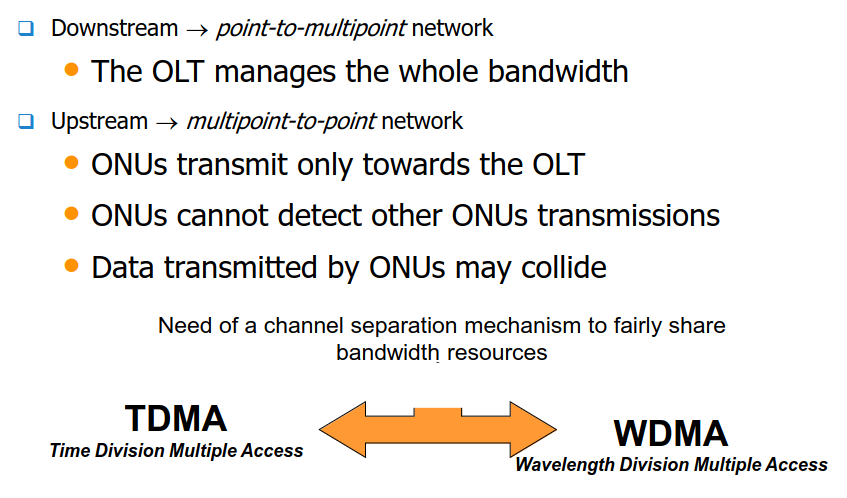 ❑ Downstream → point-to-multipoint network
• The OLT manages the whole bandwidth
❑ Upstream → multipoint-to-point network
• ONUs transmit only towards the OLT
• ONUs cannot detect other ONUs transmissions
• Data transmitted by ONUs may collide
Need of a channel separation mechanism to fairly share
bandwidth resources
TDMA
Time Division Multiple Access
WDMA
Wavelength Division Multiple Access